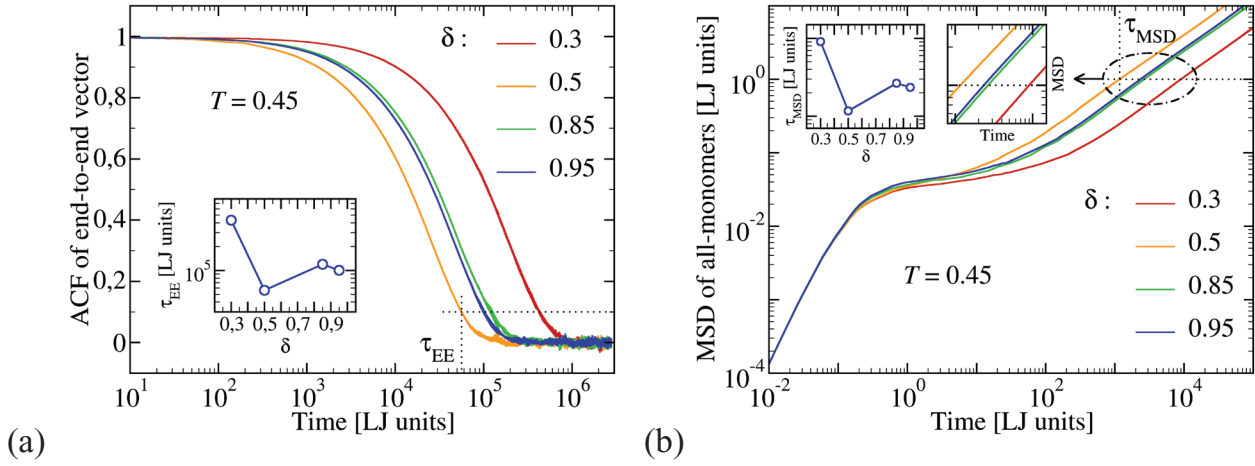 ACF of end-to-end vector
1
0.8
0.6
0.4
0.2
0
T = 0.45
δ :
0.3
0.5
0.85
0.95
τEE [LJ units]
10^5
0.3 0.5 0.7 0.9
δ
τEE
10^1 10^2 10^3 10^4 10^5 10^6
Time [LJ units]
(a)
MSD of all-monomers [LJ units]
10^0
10^-2
10^-4
τMSD [LJ units]
0.3 0.5 0.7 0.9
δ
MSD
Time
τMSD
δ :
0.3
0.5
0.85
0.95
T = 0.45
10^-2 10^0 10^2 10^4
Time [LJ units]
(b)